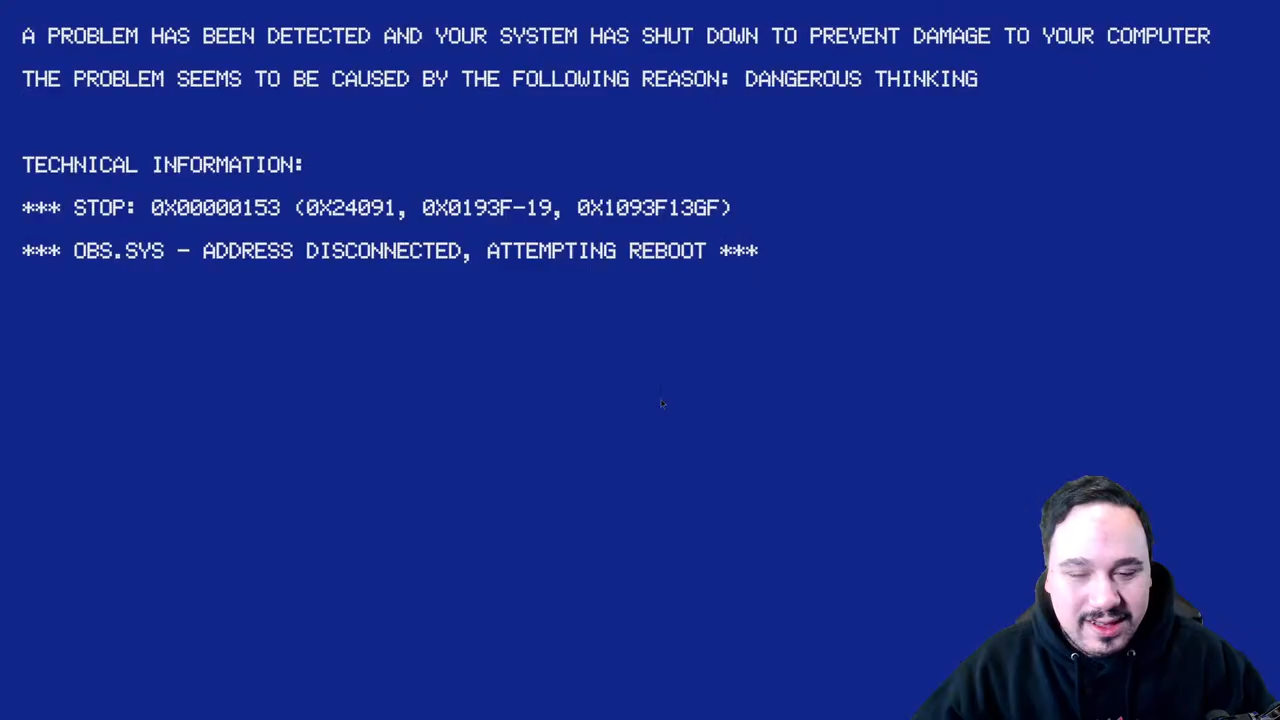 A PROBLEM HAS BEEN DETECTED AND YOUR SYSTEM HAS SHUT DOWN TO PREVENT DAMAGE TO YOUR COMPUTER
THE PROBLEM SEEMS TO BE CAUSED BY THE FOLLOWING REASON: DANGEROUS THINKING
TECHNICAL INFORMATION:
*** STOP: 0X00000153 (0X24091, 0X0193F-19, 0X1093F13GF)
*** OBS.SYS - ADDRESS DISCONNECTED, ATTEMPTING REBOOT ***